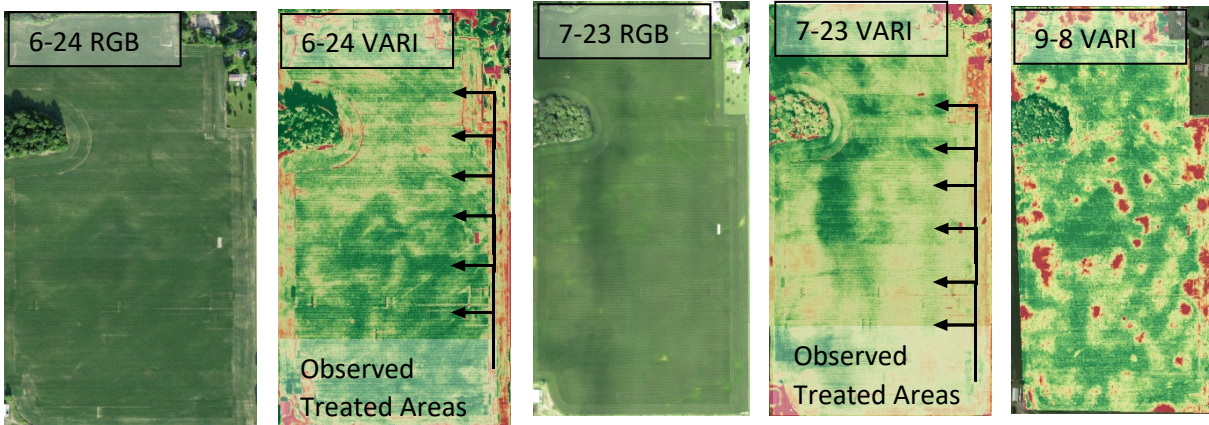 6-24 RGB
6-24 VARI
7-23 RGB
7-23 VARI
9-8 VARI
Observed
Treated Areas
Observed
Treated Areas